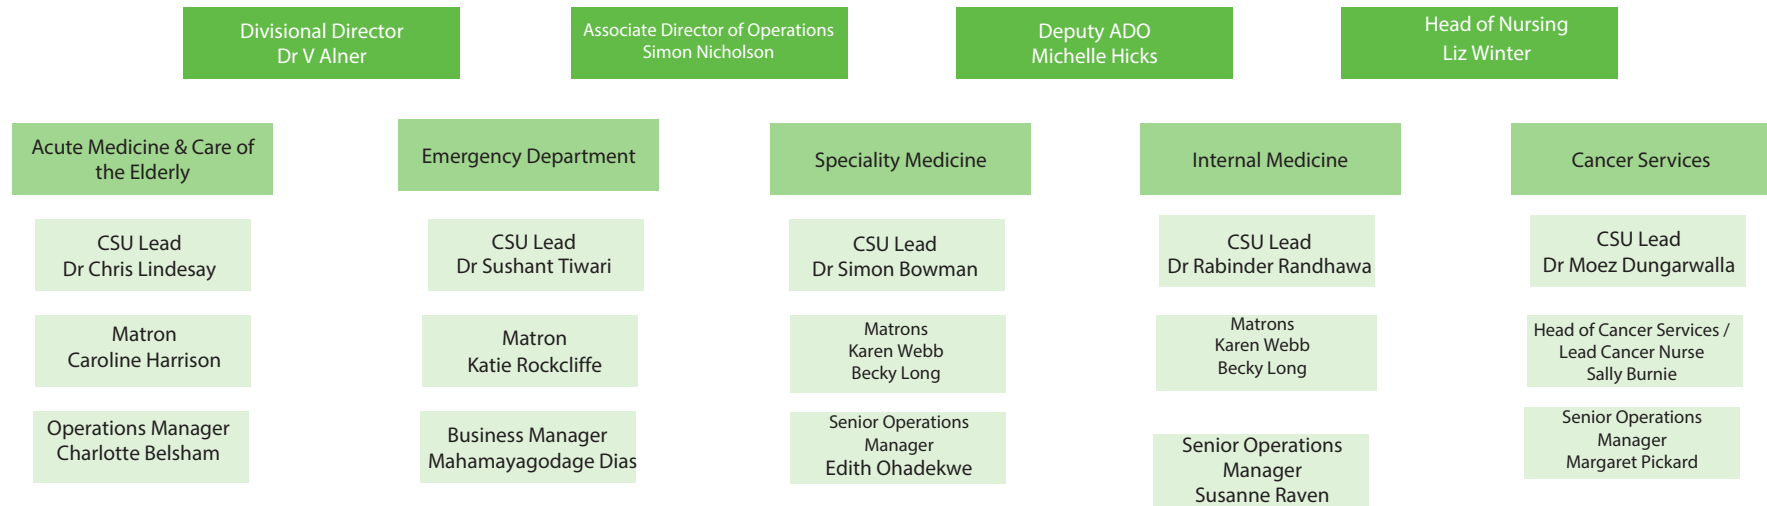 Divisional Director
Dr V Alner
Associate Director of Operations
Simon Nicholson
Deputy ADO
Michelle Hicks
Head of Nursing
Liz Winter
Acute Medicine & Care of
the Elderly
Emergency Department
Speciality Medicine
Internal Medicine
Cancer Services
CSU Lead
Dr Chris Lindesay
CSU Lead
Dr Sushant Tiwari
CSU Lead
Dr Simon Bowman
CSU Lead
Dr Rabinder Randhawa
CSU Lead
Dr Moez Dungarwalla
Matron
Caroline Harrison
Matron
Katie Rockcliffe
Matrons
Karen Webb
Becky Long
Matrons
Karen Webb
Becky Long
Head of Cancer Services /
Lead Cancer Nurse
Sally Burnie
Operations Manager
Charlotte Belsham
Business Manager
Mahamayagodage Dias
Senior Operations
Manager
Edith Ohadekwe
Senior Operations
Manager
Susanne Raven
Senior Operations
Manager
Margaret Pickard